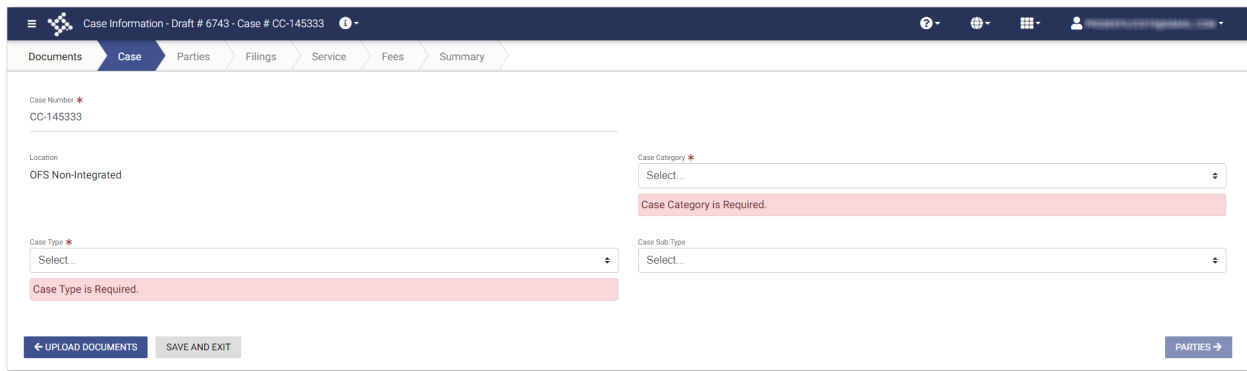 Case Information - Draft # 6743 - Case # CC-145333
Documents Case Parties Filings Service Fees Summary
Case Number *
CC-145333
Location
OFS Non-Integrated
Case Category *
Select...
Case Category is Required.
Case Type *
Select...
Case Type is Required.
Case Sub Type
Select...
UPLOAD DOCUMENTS SAVE AND EXIT PARTIES